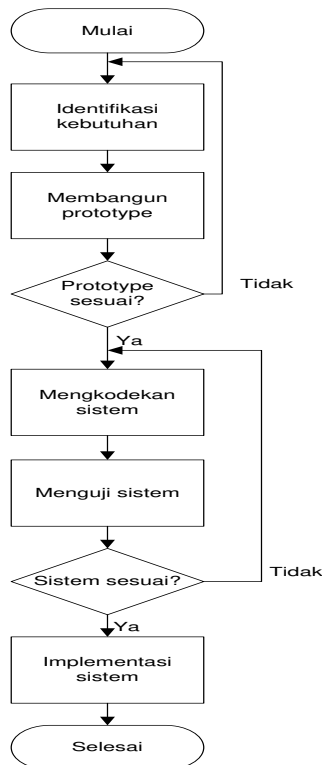 Mulai
Identifikasi
kebutuhan
Membangun
prototype
Prototype
sesuai?
Tidak
Ya
Mengkodekan
sistem
Menguji sistem
Sistem sesuai?
Tidak
Ya
Implementasi
sistem
Selesai